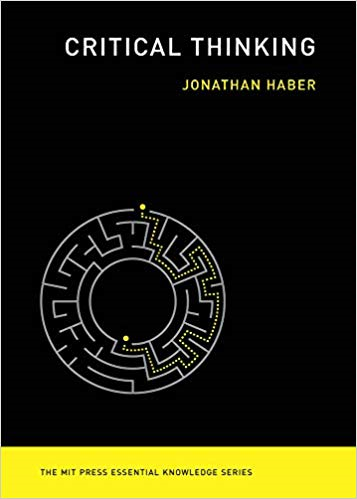 CRITICAL THINKING
JONATHAN HABER
THE MIT PRESS ESSENTIAL KNOWLEDGE SERIES